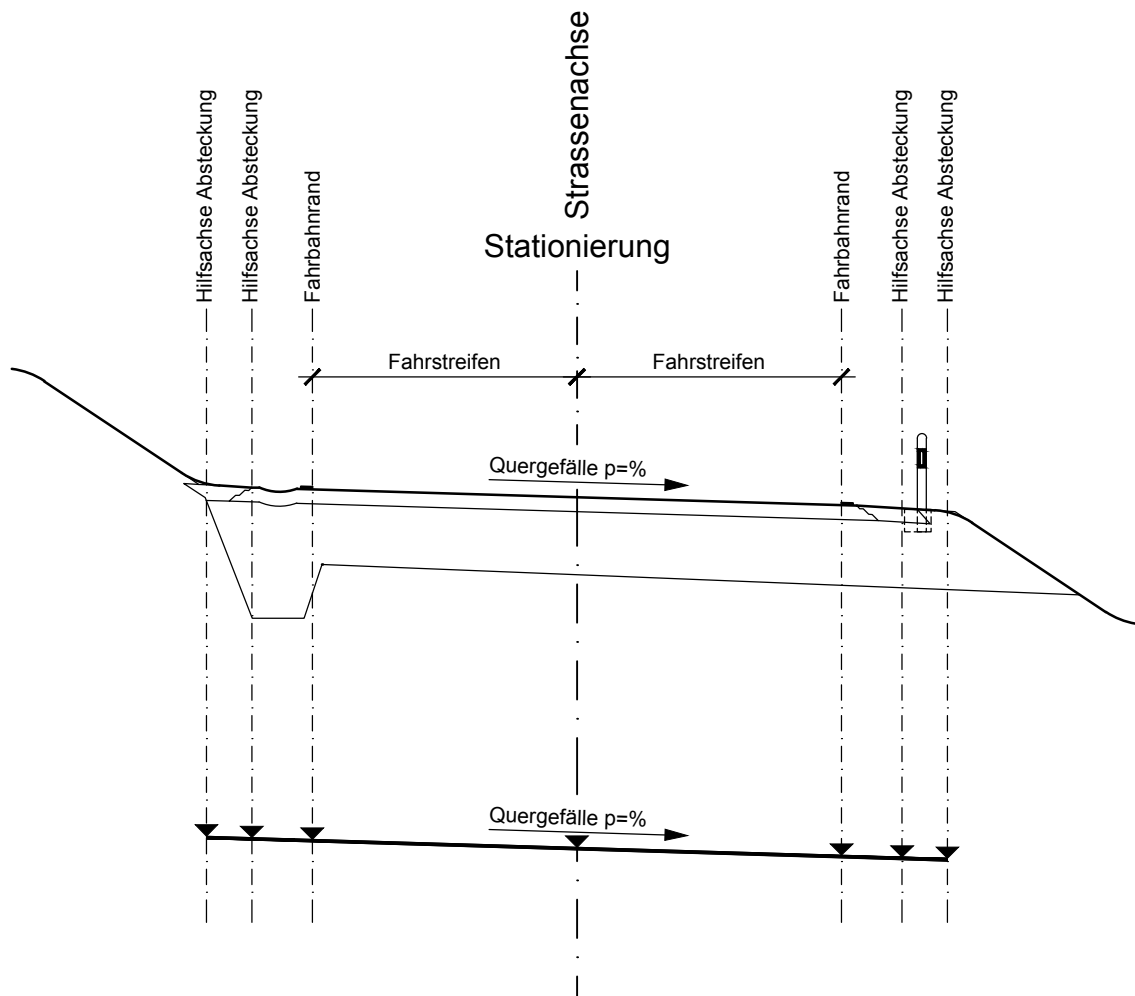 Hilfsachse Absteckung
Hilfsachse Absteckung
Fahrbahnrand
Strassenachse
Stationierung
Fahrbahnrand
Hilfsachse Absteckung
Hilfsachse Absteckung
Fahrstreifen
Fahrstreifen
Quergefälle p=%
Quergefälle p=%